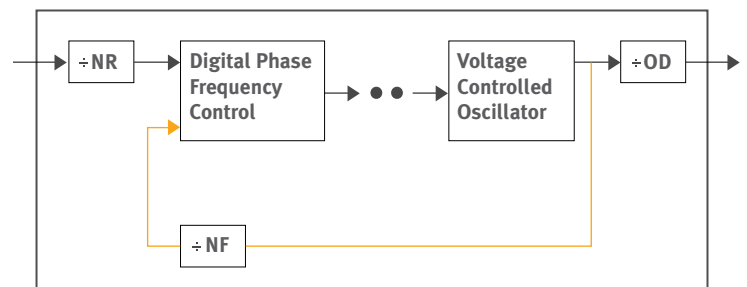 ÷NR
Digital Phase
Frequency
Control
Voltage
Controlled
Oscillator
÷OD
÷NF